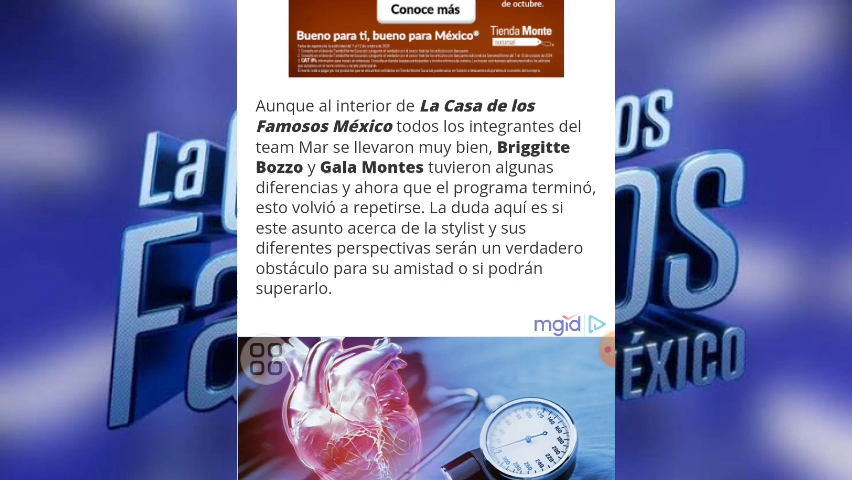 de octubre.
Conoce más
Bueno para ti, bueno para México®
Tienda Monte
sucursal
Aunque al interior de La Casa de los
Famosos México todos los integrantes del
team Mar se llevaron muy bien, Briggitte
Bozzo y Gala Montes tuvieron algunas
diferencias y ahora que el programa terminó,
esto volvió a repetirse. La duda aquí es si
este asunto acerca de la stylist y sus
diferentes perspectivas serán un verdadero
obstáculo para su amistad o si podrán
superarlo.
mgid
La
Fa
os
os
ÉXICO